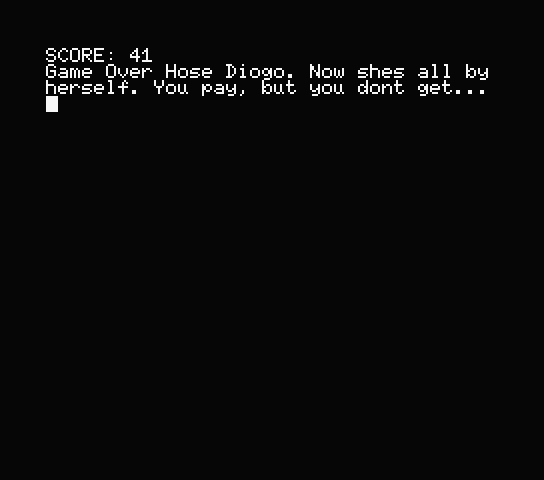 SCORE: 41
Game Over Hose Diogo. Now shes all by
herself. You pay, but you dont get...